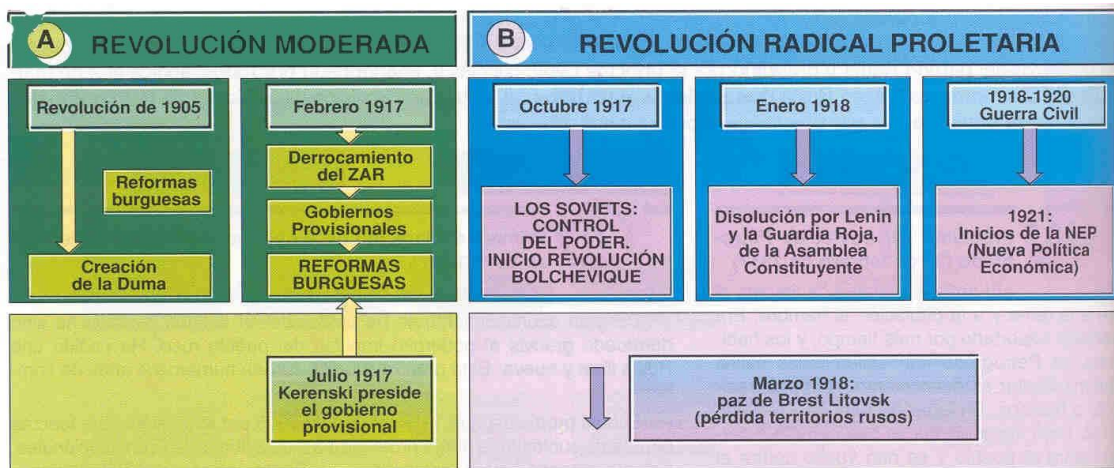 A
REVOLUCIÓN MODERADA
Revolución de 1905
Reformas
burguesas
Creación
de la Duma
Febrero 1917
Derrocamiento
del ZAR
Gobiernos
Provisionales
REFORMAS
BURGUESAS
Julio 1917
Kerenski preside
el gobierno
provisional
B
REVOLUCIÓN RADICAL PROLETARIA
Octubre 1917
LOS SOVIETS:
CONTROL
DEL PODER.
INICIO REVOLUCIÓN
BOLCHEVIQUE
Enero 1918
Disolución por Lenin
y la Guardia Roja,
de la Asamblea
Constituyente
1918-1920
Guerra Civil
1921:
Inicios de la NEP
(Nueva Política
Económica)
Marzo 1918:
paz de Brest Litovsk
(pérdida territorios rusos)